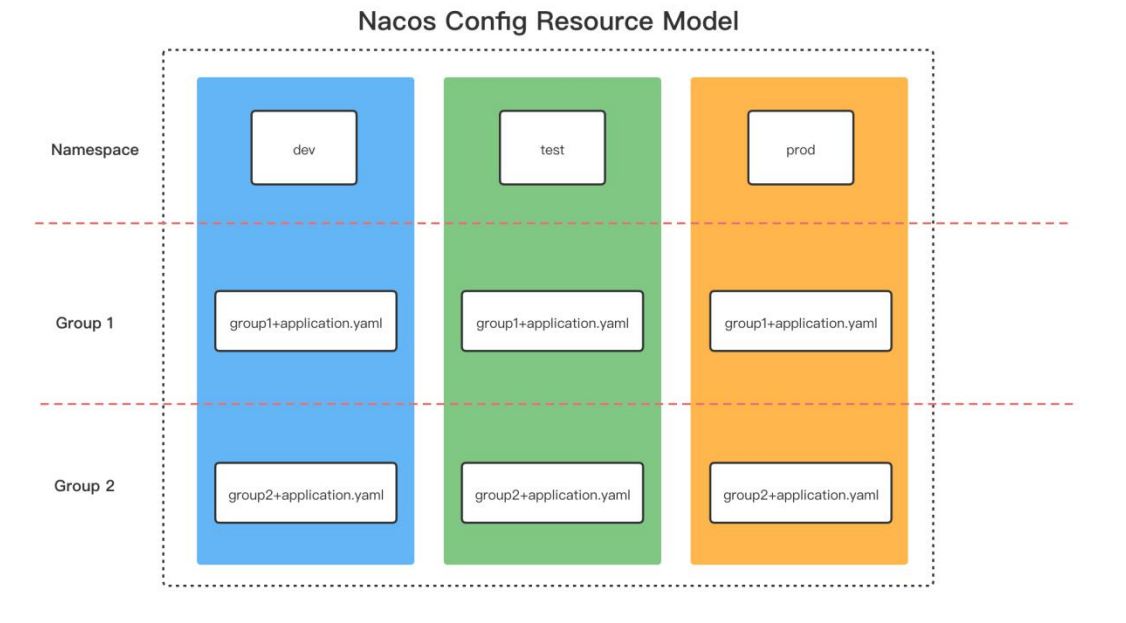 Nacos Config Resource Model
Namespace
dev
test
prod
Group 1
group1+application.yaml
group1+application.yaml
group1+application.yaml
Group 2
group2+application.yaml
group2+application.yaml
group2+application.yaml